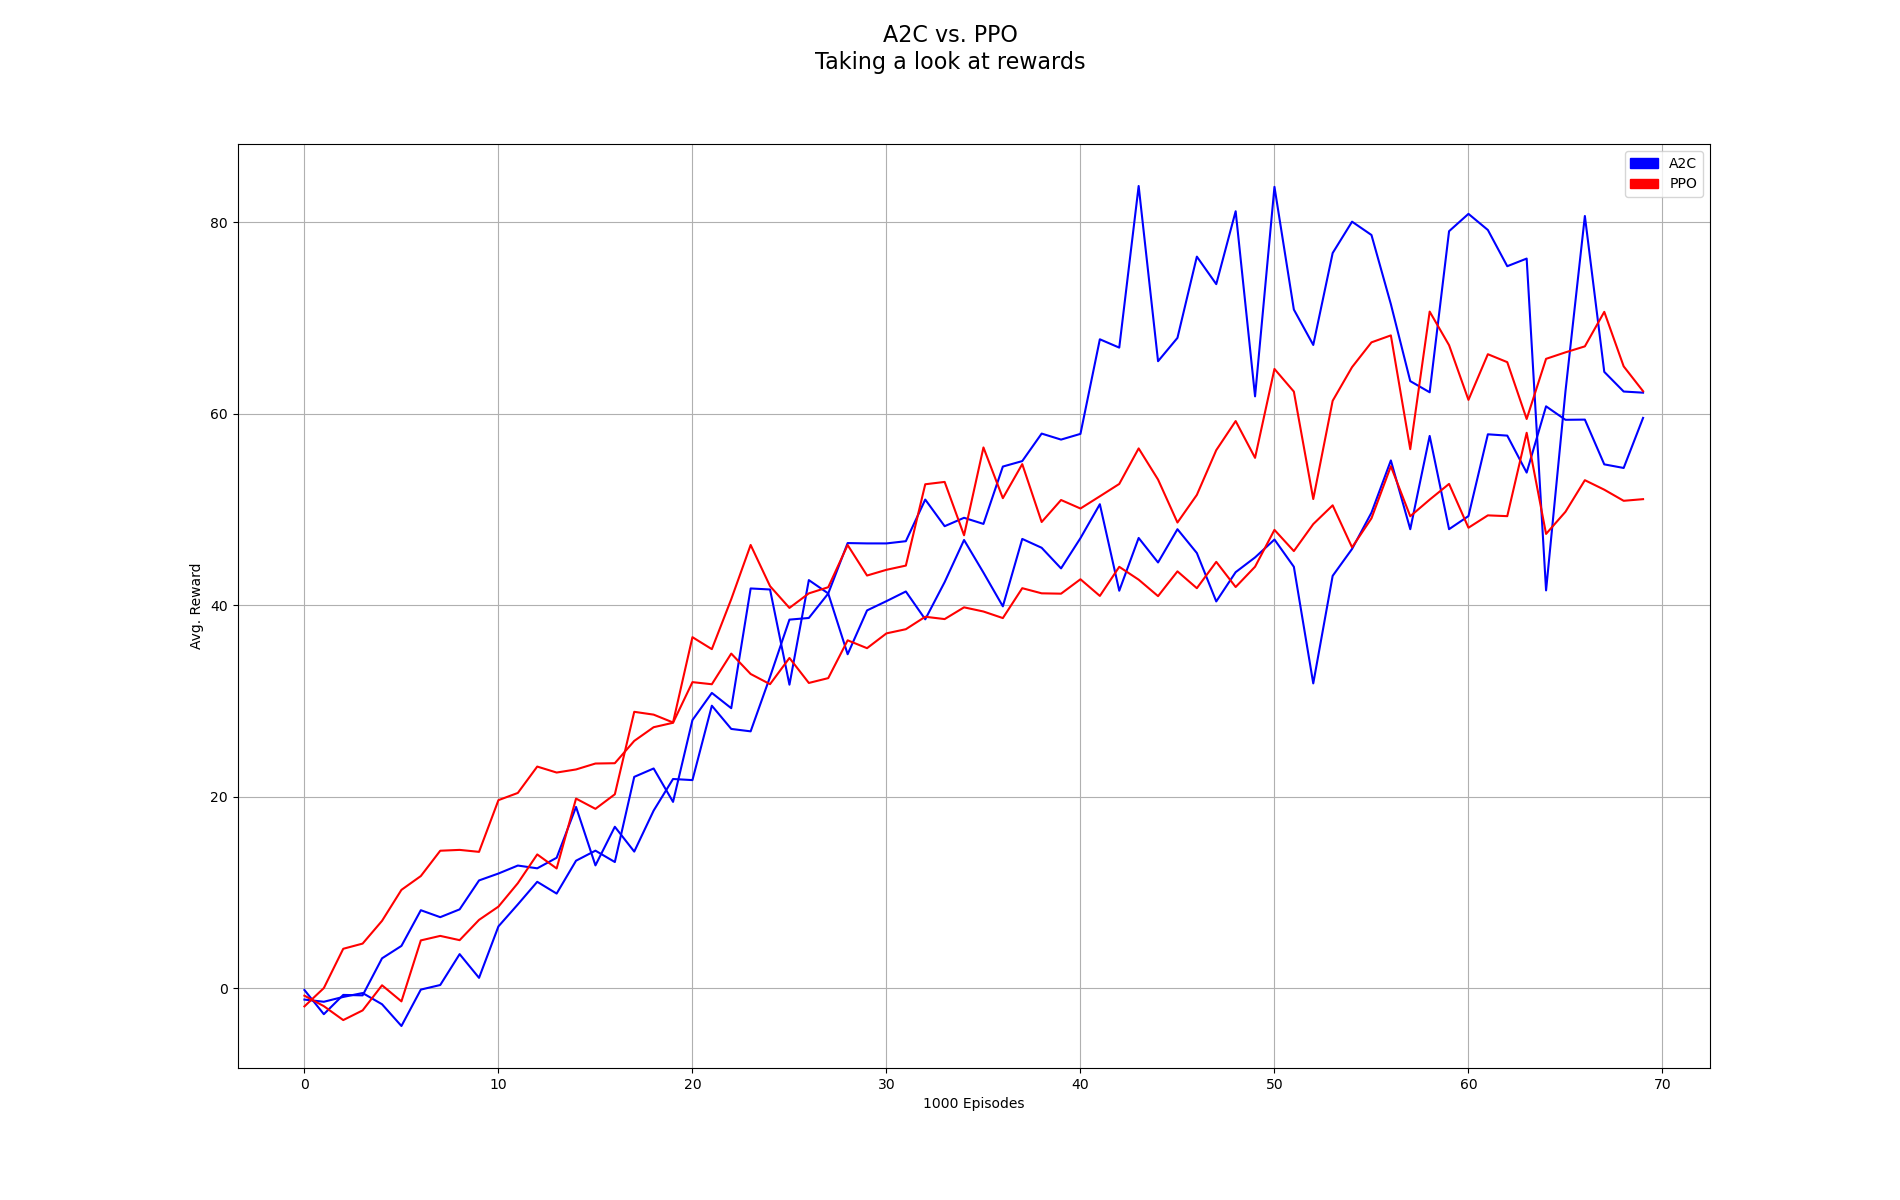 A2C vs. PPO
Taking a look at rewards
A2C
PPO
80
60
40
20
0
Avg. Reward
0 10 20 30 40 50 60 70
1000 Episodes